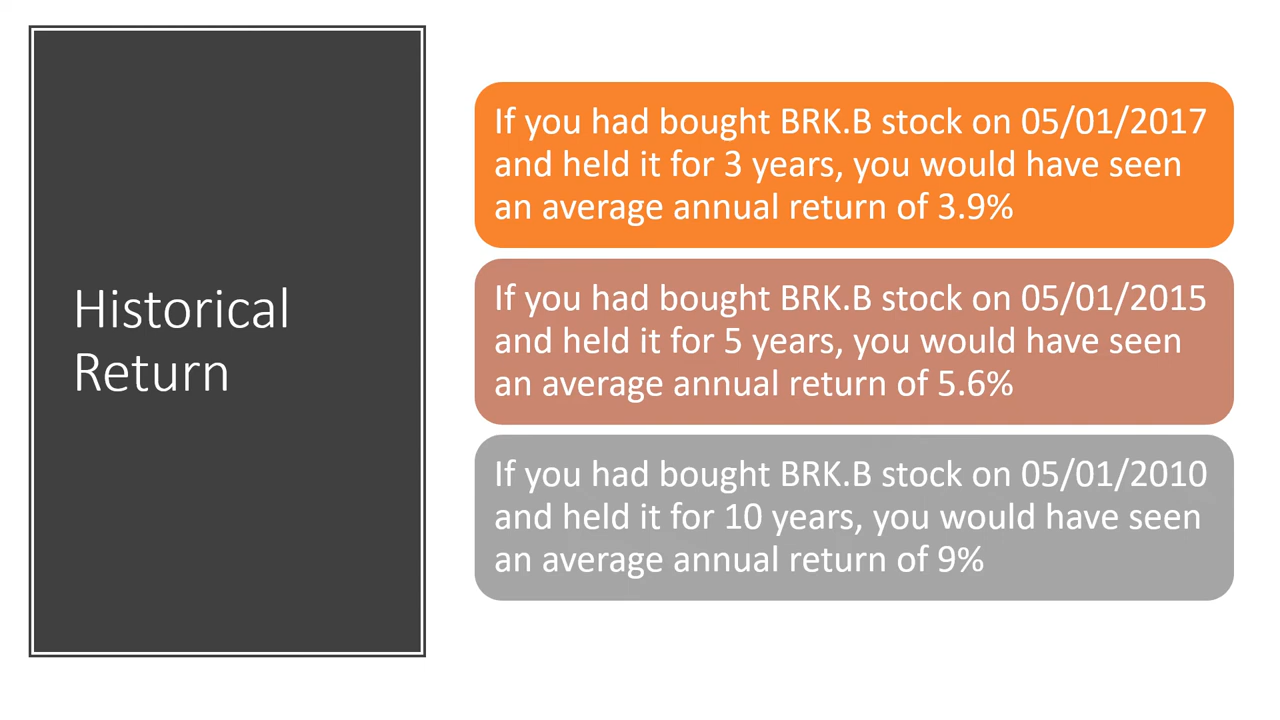 Historical
Return
If you had bought BRK.B stock on 05/01/2017
and held it for 3 years, you would have seen
an average annual return of 3.9%
If you had bought BRK.B stock on 05/01/2015
and held it for 5 years, you would have seen
an average annual return of 5.6%
If you had bought BRK.B stock on 05/01/2010
and held it for 10 years, you would have seen
an average annual return of 9%